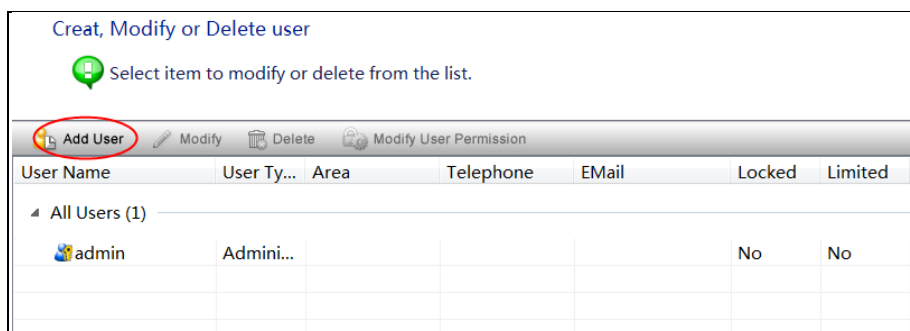 Creat, Modify or Delete user
Select item to modify or delete from the list.
Add User Modify Delete Modify User Permission
User Name User Ty... Area Telephone EMail Locked Limited
All Users (1)
admin Admini... No No